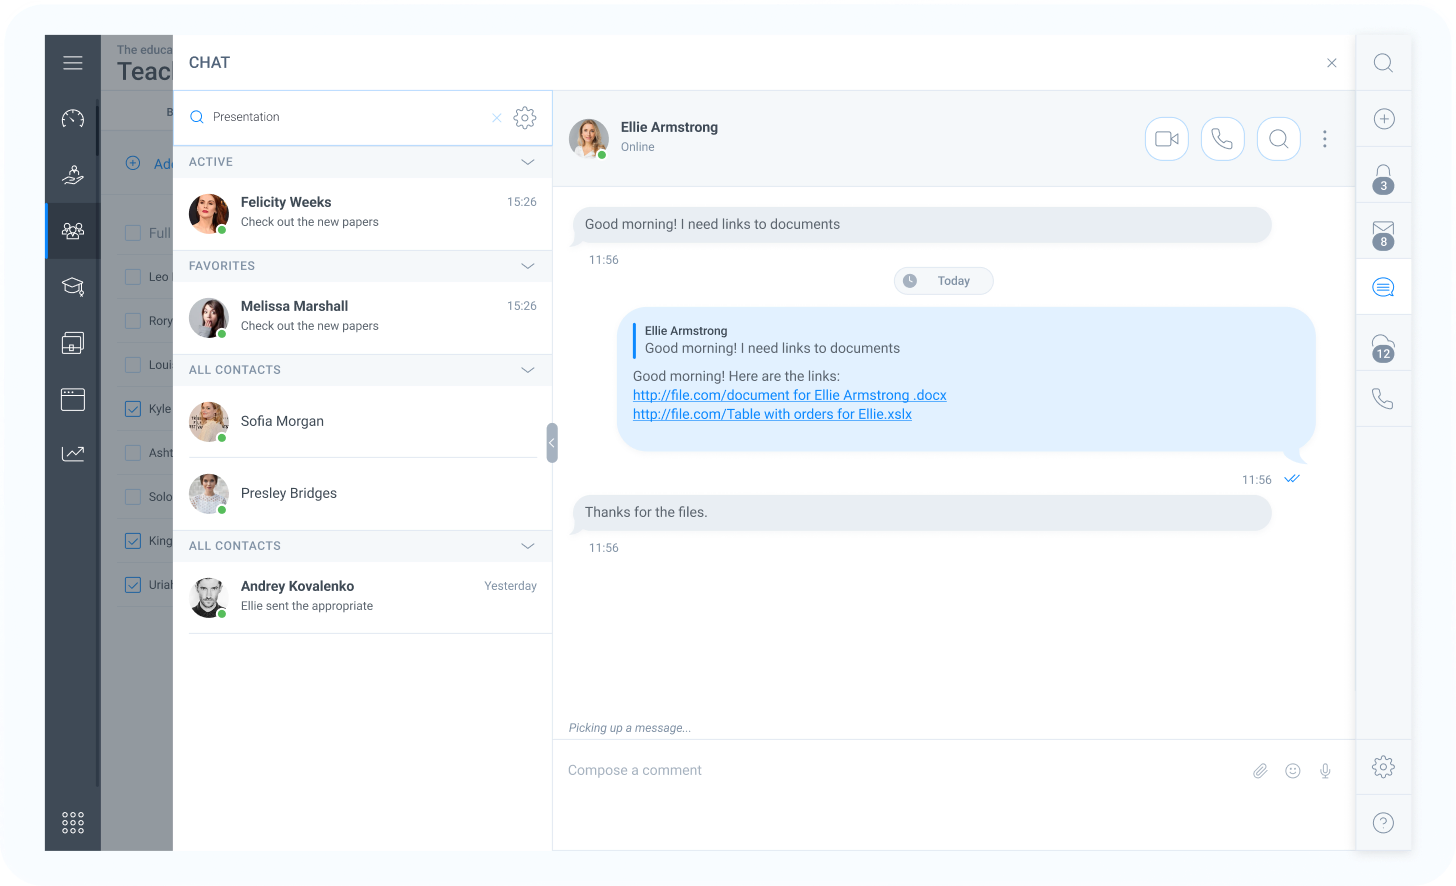 The educa
Teac
B
Add
Full
Leo
Rory
Louis
Kyle
Asht
Solo
King
Uriah
CHAT
Presentation
ACTIVE
Felicity Weeks
15:26
Check out the new papers
FAVORITES
Melissa Marshall
15:26
Check out the new papers
ALL CONTACTS
Sofia Morgan
Presley Bridges
ALL CONTACTS
Andrey Kovalenko
Yesterday
Ellie sent the appropriate
Ellie Armstrong
Online
Good morning! I need links to documents
11:56
Today
Ellie Armstrong
Good morning! I need links to documents
Good morning! Here are the links:
http://file.com/document for Ellie Armstrong .docx
http://file.com/Table with orders for Ellie.xslx
11:56
Thanks for the files.
11:56
Picking up a message...
Compose a comment
3
8
12